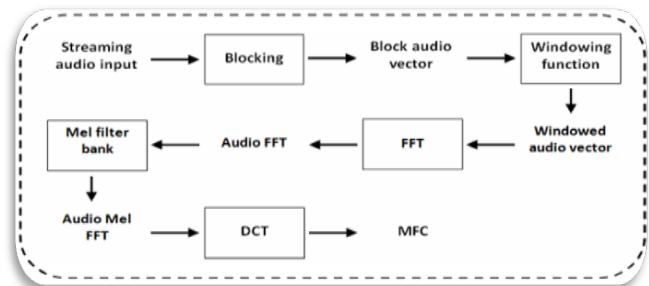 Streaming
audio input
Blocking
Block audio
vector
Windowing
function
Windowed
audio vector
FFT
Audio FFT
Mel filter
bank
Audio Mel
FFT
DCT
MFC